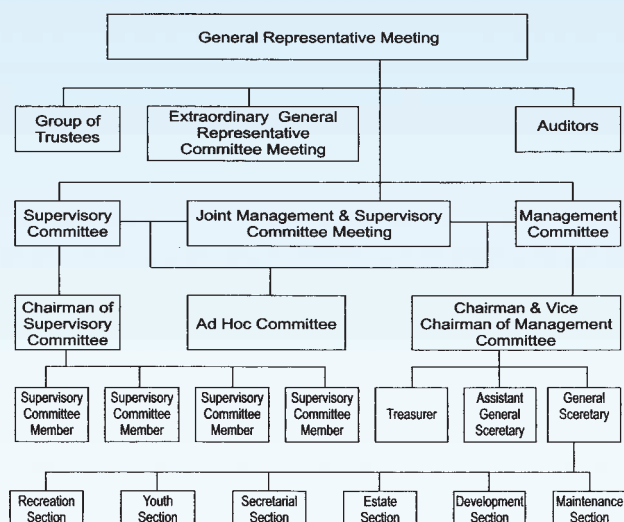 General Representative Meeting
Group of
Trustees
Extraordinary General
Representative
Committee Meeting
Auditors
Supervisory
Committee
Joint Management & Supervisory
Committee Meeting
Management
Committee
Chairman of
Supervisory
Committee
Ad Hoc Committee
Chairman & Vice
Chairman of Management
Committee
Supervisory
Committee
Member
Supervisory
Committee
Member
Supervisory
Committee
Member
Supervisory
Committee
Member
Treasurer
Assistant
General
Sceretary
General
Sceretary
Recreation
Section
Youth
Section
Secretarial
Section
Estate
Section
Development
Section
Maintenance
Section